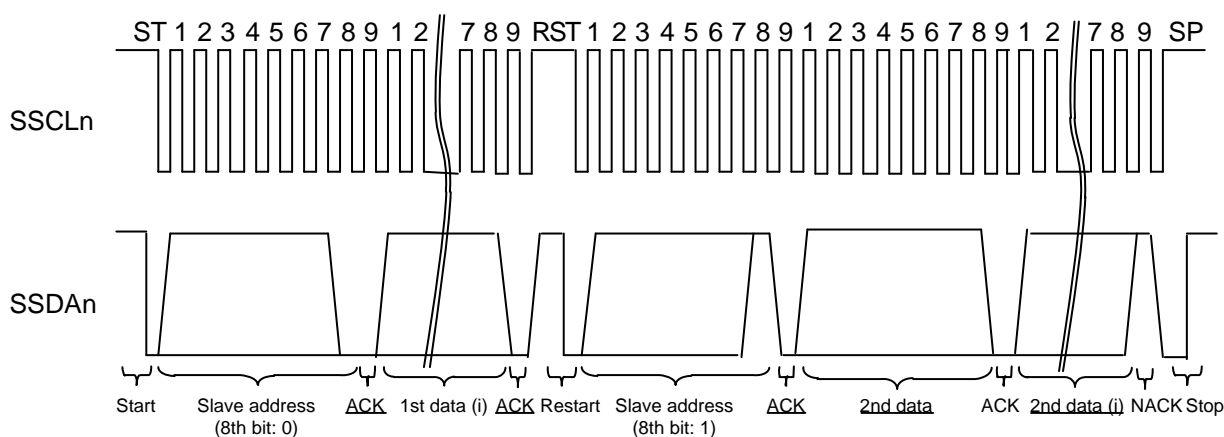 ST 1 2 3 4 5 6 7 8 9 1 2 7 8 9 RST 1 2 3 4 5 6 7 8 9 1 2 3 4 5 6 7 8 9 1 2 7 8 9 SP
SSCLn
SSDAn
Start Slave address ACK 1st data (i) ACK Restart Slave address ACK 2nd data ACK 2nd data (j) NACK Stop
(8th bit: 0) (8th bit: 1)